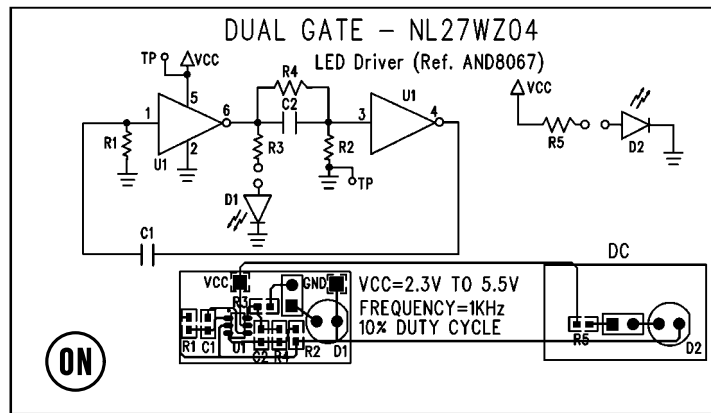 DUAL GATE – NL27WZ04
LED Driver (Ref. AND8067)
TP
VCC
5
1
6
2
U1
R1
R4
C2
R3
D1
U1
3
4
R2
TP
C1
VCC
R5
D2
DC
VCC
GND
VCC=2.3V TO 5.5V
FREQUENCY=1KHz
10% DUTY CYCLE
R3
R1
C1
U1
C2
R4
R2
D1
R5
D2
ON